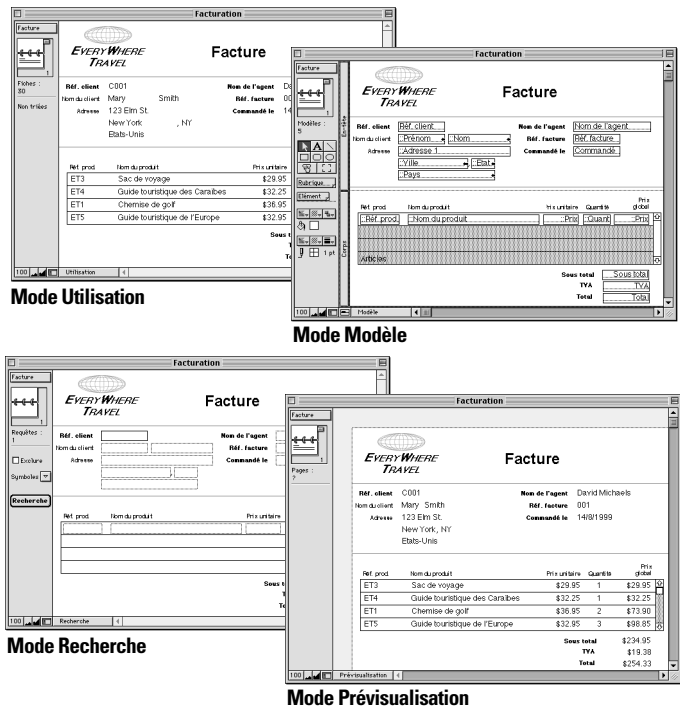 Facturation
Facture
1
Fiches :
30
Non triées
EVERYWHERE
TRAVEL
Facture
Réf. client C001
Nom du client Mary Smith
Adresse 123 Elm St.
New York , NY
Etats-Unis
Nom de l'agent
Réf. facture
Commandé le
Réf. prod. Nom du produit Prix unitaire
ET3 Sac de voyage $29.95
ET4 Guide touristique des Caraïbes $32.25
ET1 Chemise de golf $36.95
ET5 Guide touristique de l'Europe $32.95
100 Utilisation
Mode Utilisation
Facturation
Facture
1
Modèles :
5
Rubrique
Elément
1 pt
En-tête
Corps
EVERYWHERE
TRAVEL
Facture
Réf. client Réf. client
Nom du client ::Prénom ::Nom
Adresse ::Adresse 1
::Ville ::Etat
::Pays
Nom de l'agent Nom de l'agent
Réf. facture Réf. facture
Commandé le Commandé
Réf. prod. Nom du produit Prix unitaire Quantité Prix global
::Réf. prod. ::Nom du produit ::Prix ::Quant ::Prix
Articles
Sous total Sous total
TVA TVA
Total Total
100 Modèle
Mode Modèle
Facturation
Facture
1
Requêtes :
1
Exclure
Symboles
Recherche
EVERYWHERE
TRAVEL
Facture
Réf. client
Nom du client
Adresse
,
Nom de l'agent
Réf. facture
Commandé le
Réf. prod. Nom du produit Prix unitaire
100 Recherche
Mode Recherche
Facturation
Facture
1
Pages :
?
EVERYWHERE
TRAVEL
Facture
Réf. client C001
Nom du client Mary Smith
Adresse 123 Elm St.
New York, NY
Etats-Unis
Nom de l'agent David Michaels
Réf. facture 001
Commandé le 14/8/1999
Réf. prod. Nom du produit Prix unitaire Quantité Prix global
ET3 Sac de voyage $29.95 1 $29.95
ET4 Guide touristique des Caraïbes $32.25 1 $32.25
ET1 Chemise de golf $36.95 2 $73.90
ET5 Guide touristique de l'Europe $32.95 3 $98.85
Sous total $234.95
TVA $19.38
Total $254.33
100 Prévisualisation
Mode Prévisualisation